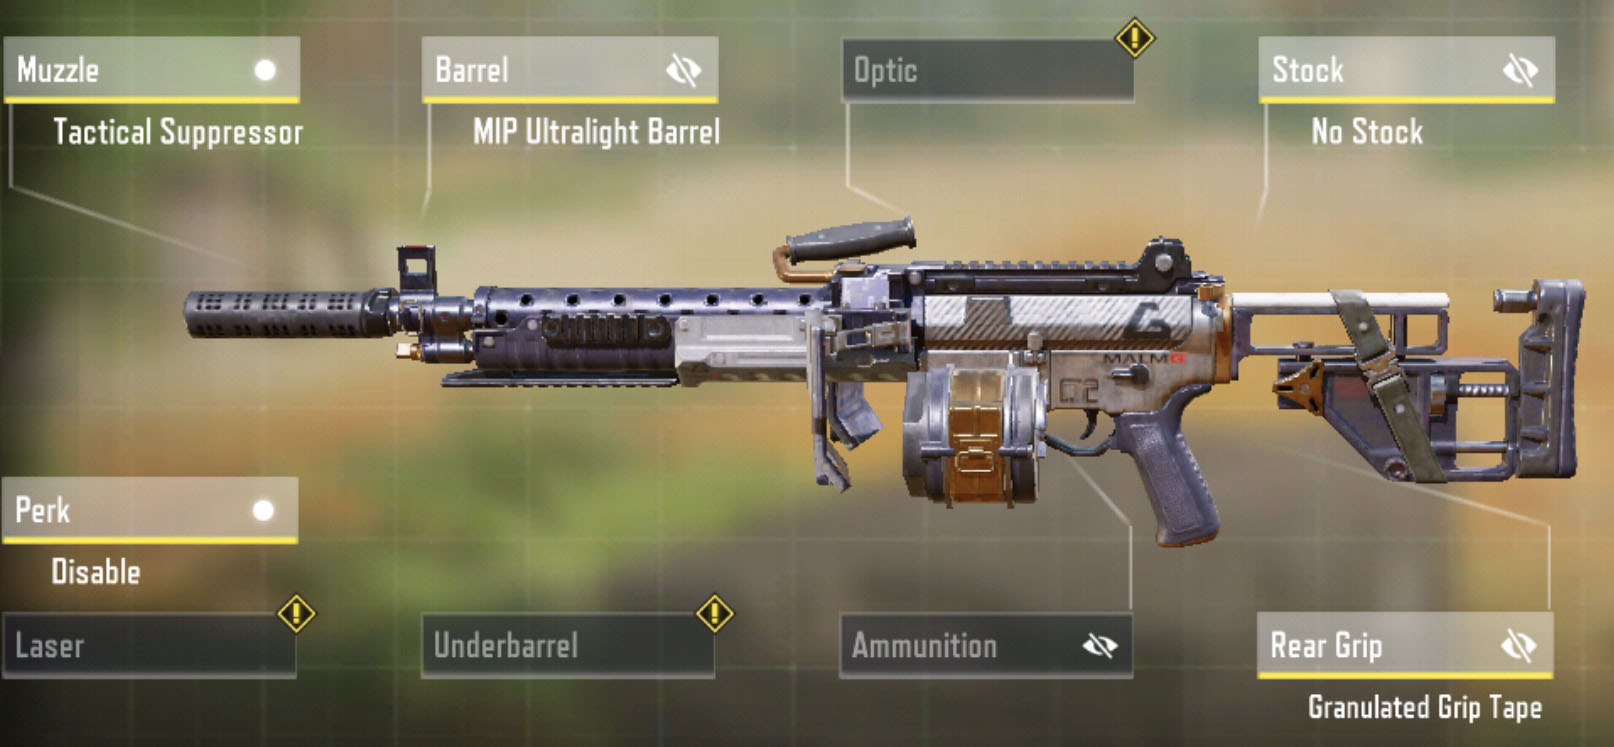 Muzzle
Barrel
Optic
Stock
Tactical Suppressor
MIP Ultralight Barrel
No Stock
MALM
Perk
Disable
Laser
Underbarrel
Ammunition
Rear Grip
Granulated Grip Tape